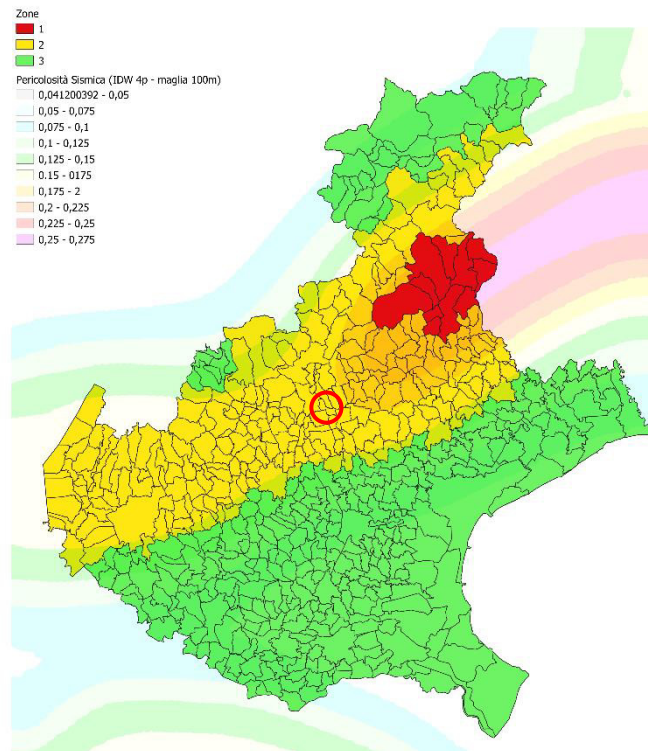 Zone
1
2
3
Pericolosità Sismica (IDW 4p - maglia 100m)
0,041200392 - 0,05
0,05 - 0,075
0,075 - 0,1
0,1 - 0,125
0,125 - 0,15
0.15 - 0175
0,175 - 2
0,2 - 0,225
0,225 - 0,25
0,25 - 0,275